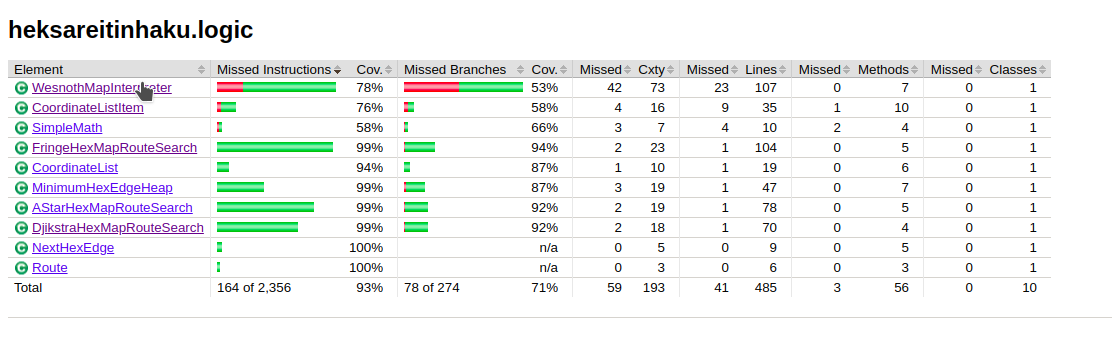 heksareitinhaku.logic
Element Missed Instructions Cov. Missed Branches Cov. Missed Cxty Missed Lines Missed Methods Missed Classes
C WesnothMapInterpreter 78% 53% 42 73 23 107 0 7 0 1
C CoordinateListItem 76% 58% 4 16 9 35 1 10 0 1
C SimpleMath 58% 66% 3 7 4 10 2 4 0 1
C FringeHexMapRouteSearch 99% 94% 2 23 1 104 0 5 0 1
C CoordinateList 94% 87% 1 10 1 19 0 6 0 1
C MinimumHexEdgeHeap 99% 87% 3 19 1 47 0 7 0 1
C AStarHexMapRouteSearch 99% 92% 2 19 1 78 0 5 0 1
C DjikstraHexMapRouteSearch 99% 92% 2 18 1 70 0 4 0 1
C NextHexEdge 100% n/a 0 5 0 9 0 5 0 1
C Route 100% n/a 0 3 0 6 0 3 0 1
Total 164 of 2,356 93% 78 of 274 71% 59 193 41 485 3 56 0 10